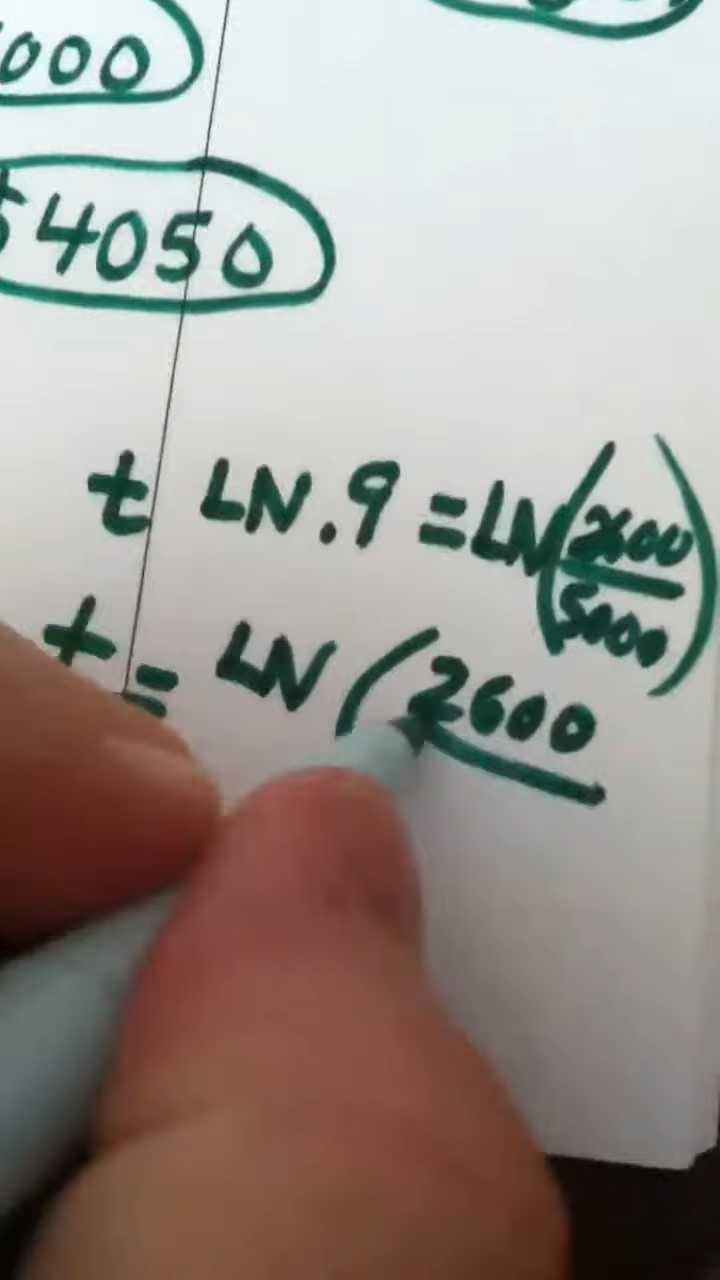 000
$4050
t LN .9 = LN (2600
5000)
t = LN (2600